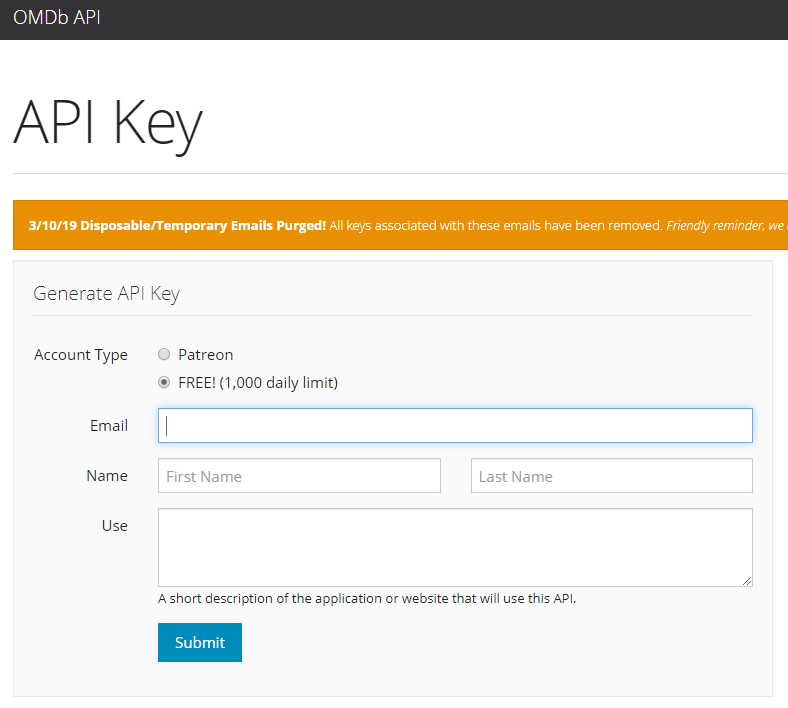 OMDb API
API Key
3/10/19 Disposable/Temporary Emails Purged! All keys associated with these emails have been removed. Friendly reminder, we
Generate API Key
Account Type
Patreon
FREE! (1,000 daily limit)
Email
Name First Name Last Name
Use
A short description of the application or website that will use this API.
Submit